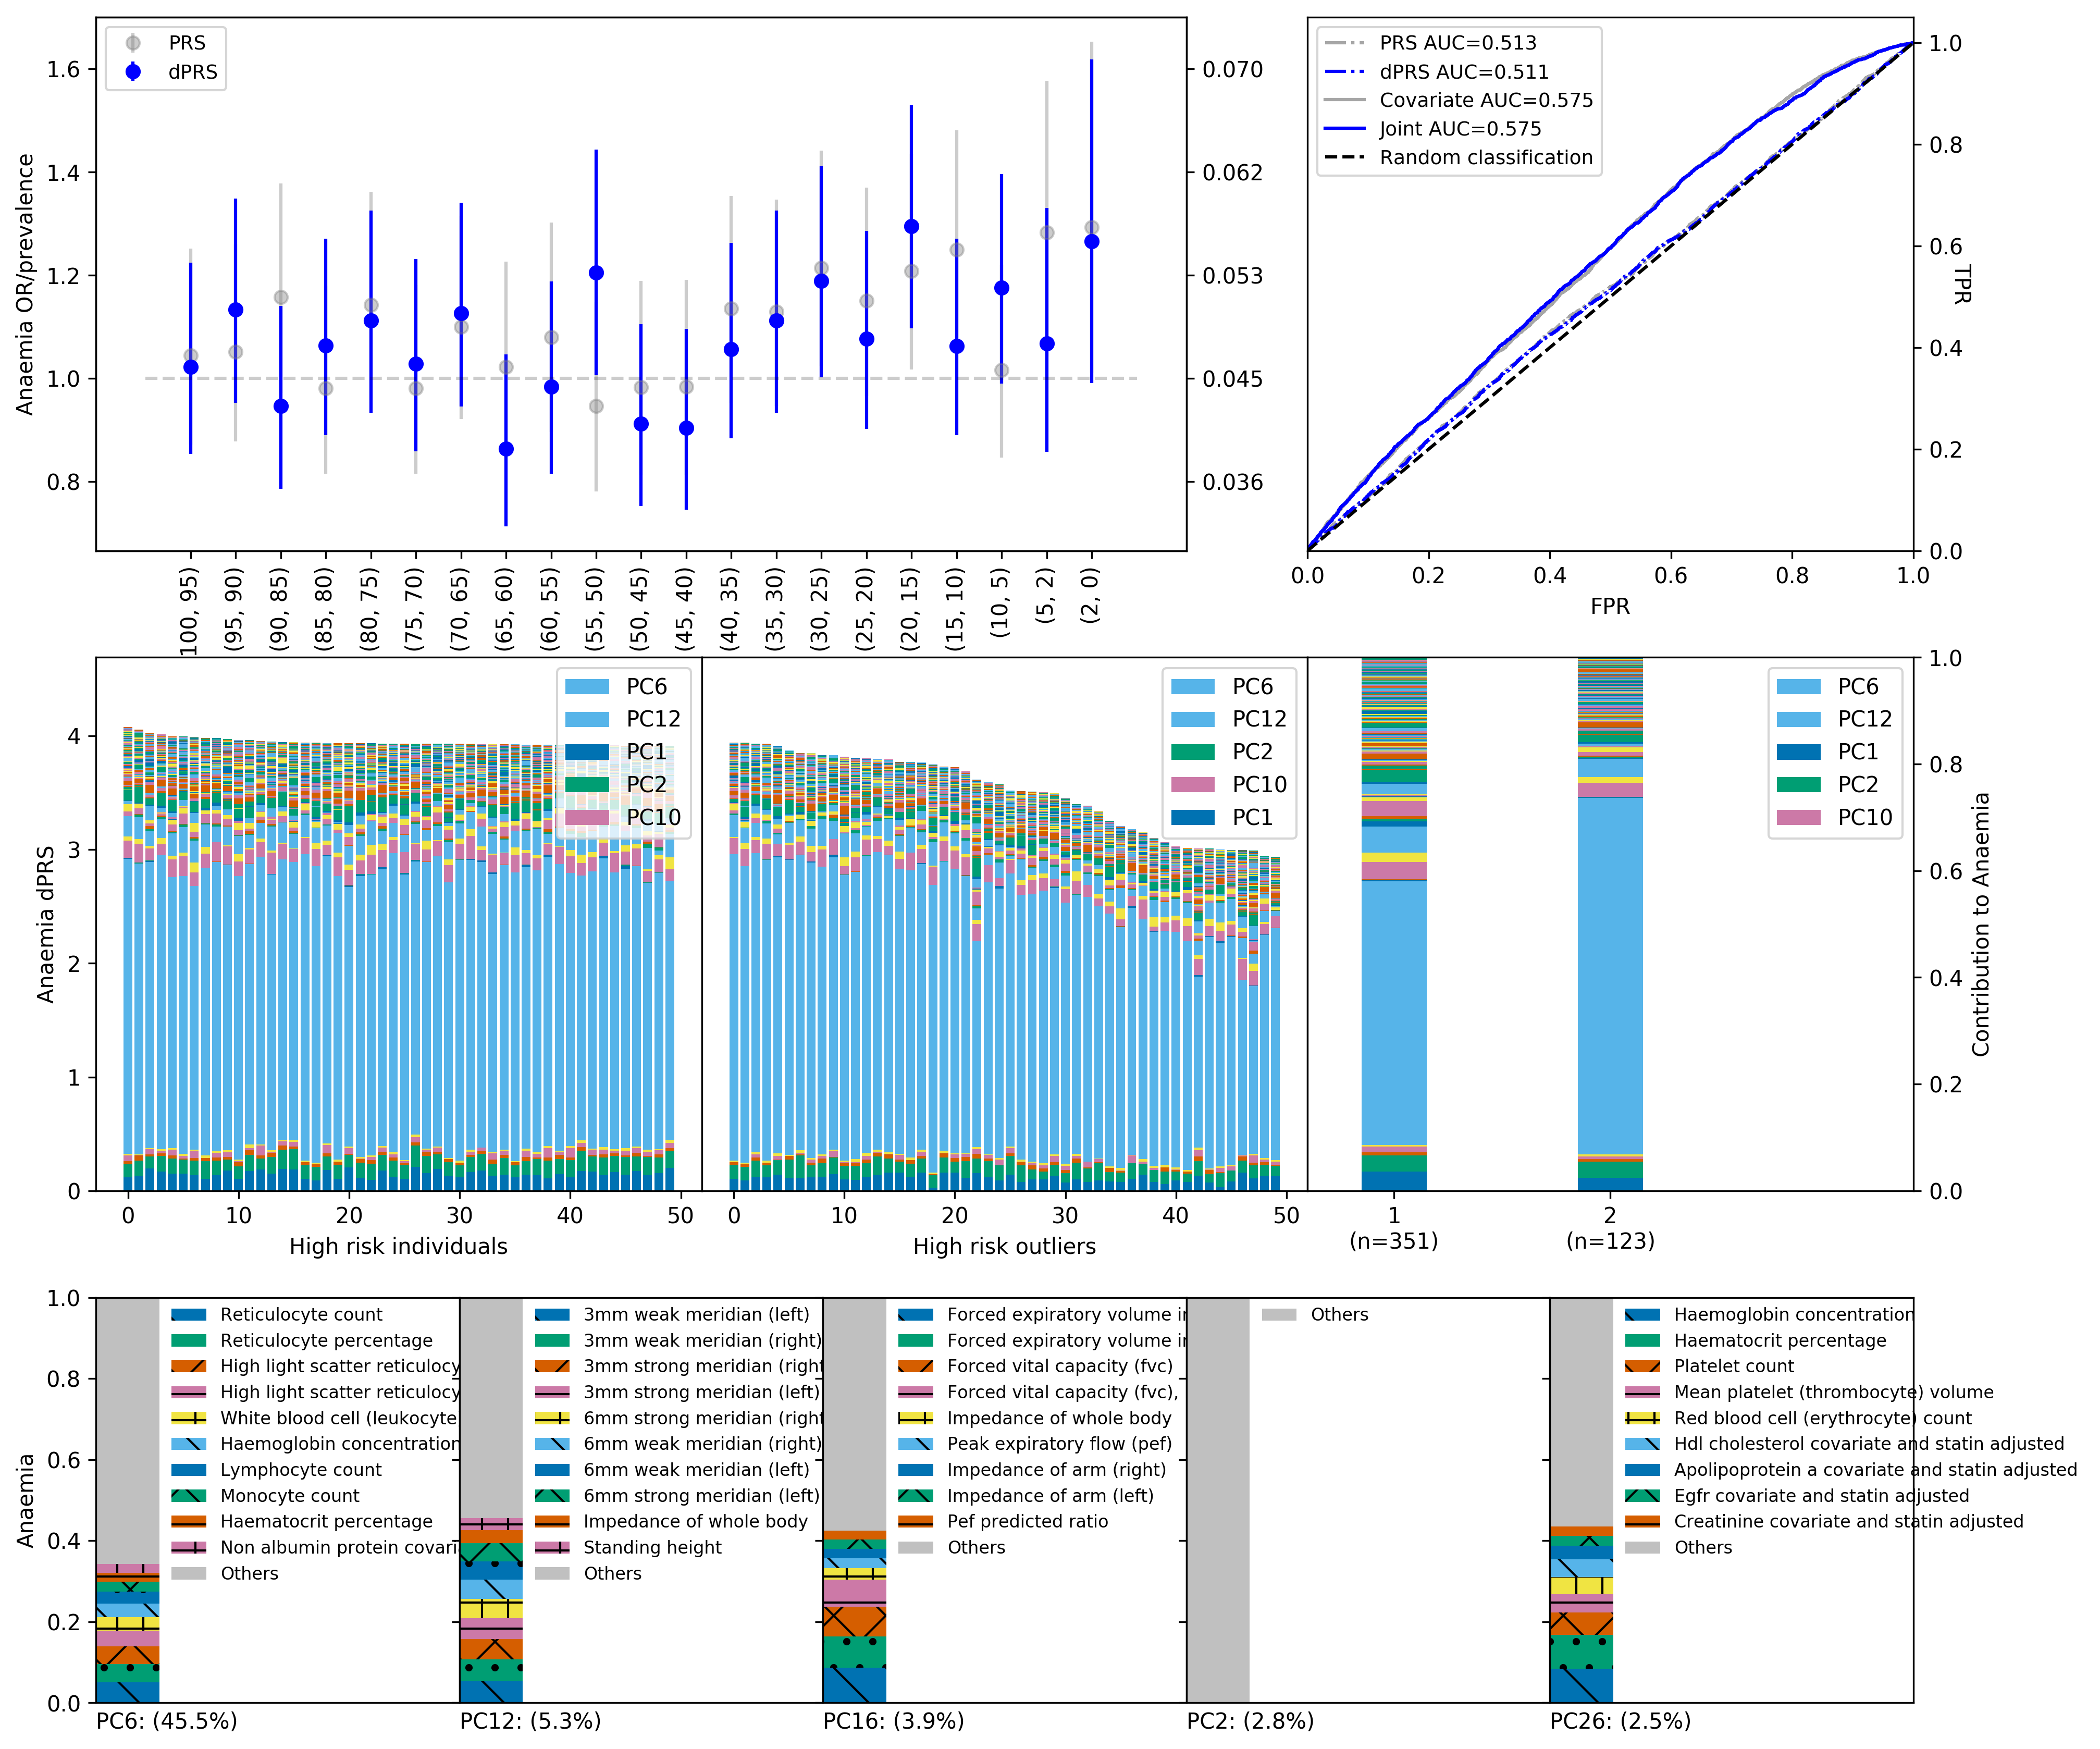 PRS
dPRS
1.6
1.4
1.2
1.0
0.8
Anaemia OR/prevalence
0.070
0.062
0.053
0.045
0.036
100, 95)
(95, 90)
(90, 85)
(85, 80)
(80, 75)
(75, 70)
(70, 65)
(65, 60)
(60, 55)
(55, 50)
(50, 45)
(45, 40)
(40, 35)
(35, 30)
(30, 25)
(25, 20)
(20, 15)
(15, 10)
(10, 5)
(5, 2)
(2, 0)
PRS AUC=0.513
dPRS AUC=0.511
Covariate AUC=0.575
Joint AUC=0.575
Random classification
1.0
0.8
0.6
0.4
0.2
0.0
TPR
0.0
0.2
0.4
0.6
0.8
1.0
FPR
Anaemia dPRS
4
3
2
1
0
PC6
PC12
PC1
PC2
PC10
0
10
20
30
40
50
High risk individuals
PC6
PC12
PC2
PC10
PC1
0
10
20
30
40
50
High risk outliers
PC6
PC12
PC1
PC2
PC10
1
(n=351)
2
(n=123)
1.0
0.8
0.6
0.4
0.2
0.0
Contribution to Anaemia
Anaemia
1.0
0.8
0.6
0.4
0.2
0.0
Reticulocyte count
Reticulocyte percentage
High light scatter reticulocy
High light scatter reticulocy
White blood cell (leukocyte
Haemoglobin concentration
Lymphocyte count
Monocyte count
Haematocrit percentage
Non albumin protein covari
Others
PC6: (45.5%)
3mm weak meridian (left)
3mm weak meridian (right)
3mm strong meridian (right
3mm strong meridian (left)
6mm strong meridian (right
6mm weak meridian (right)
6mm weak meridian (left)
6mm strong meridian (left)
Impedance of whole body
Standing height
Others
PC12: (5.3%)
Forced expiratory volume in
Forced expiratory volume in
Forced vital capacity (fvc)
Forced vital capacity (fvc),
Impedance of whole body
Peak expiratory flow (pef)
Impedance of arm (right)
Impedance of arm (left)
Pef predicted ratio
Others
PC16: (3.9%)
Others
PC2: (2.8%)
Haemoglobin concentration
Haematocrit percentage
Platelet count
Mean platelet (thrombocyte) volume
Red blood cell (erythrocyte) count
Hdl cholesterol covariate and statin adjusted
Apolipoprotein a covariate and statin adjusted
Egfr covariate and statin adjusted
Creatinine covariate and statin adjusted
Others
PC26: (2.5%)